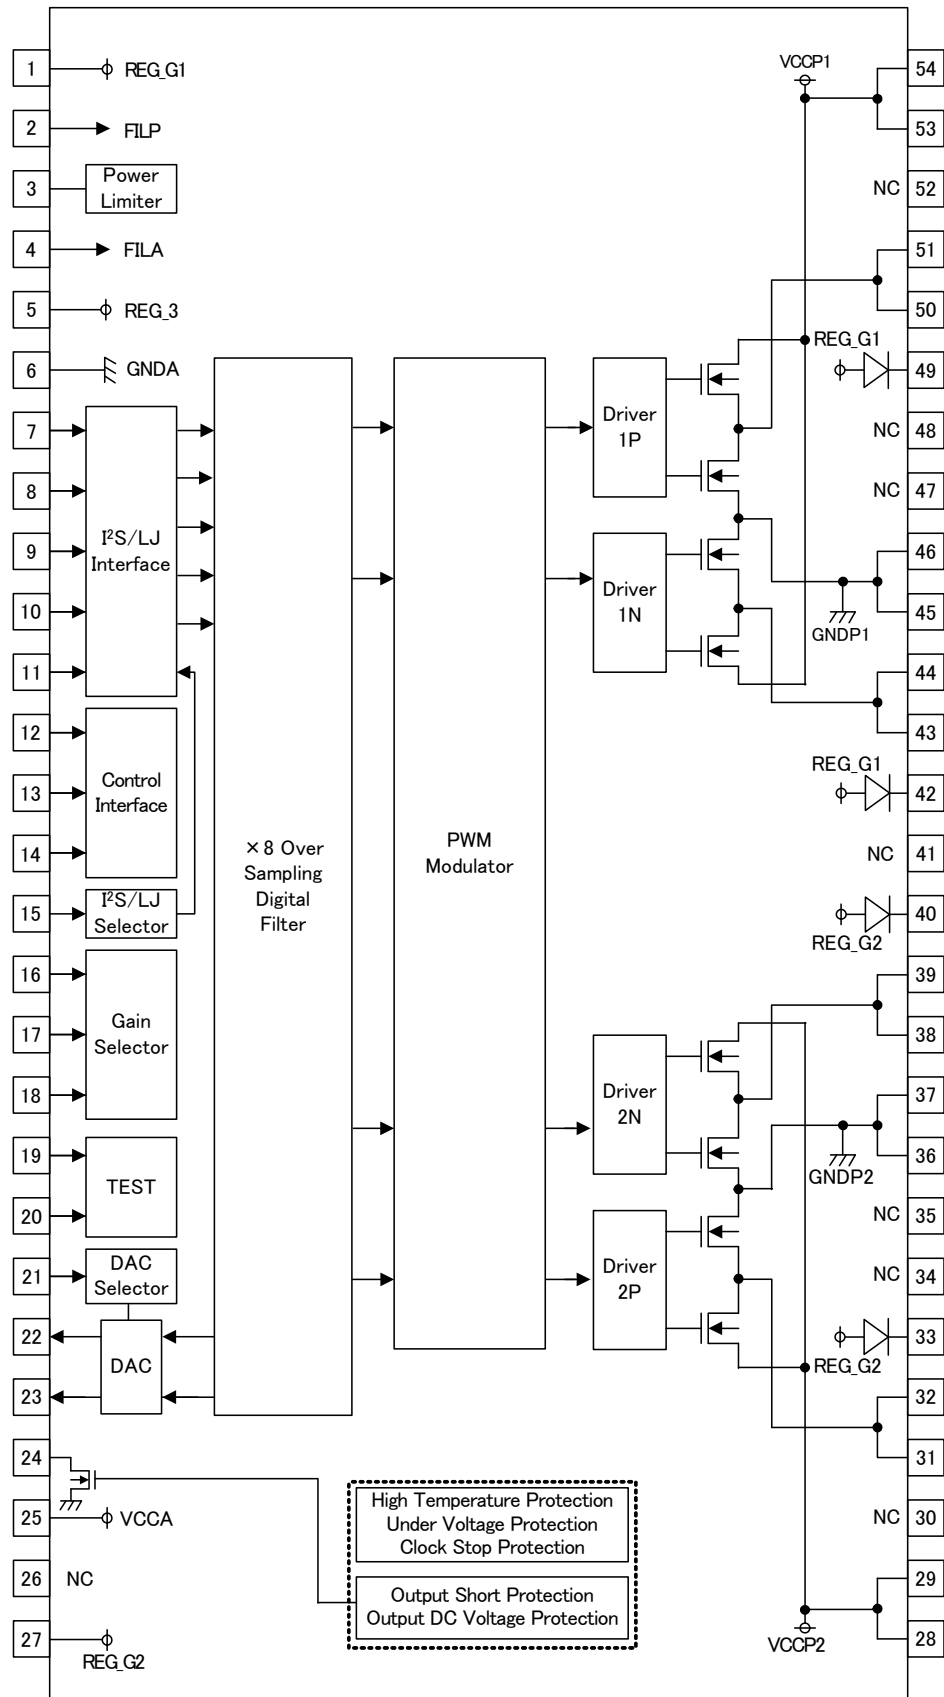 1
REG_G1
2
FILP
3
Power
Limiter
4
FILA
5
REG_3
6
GNDA
7
8
9
10
11
I²S/LJ
Interface
12
13
14
Control
Interface
15
I²S/LJ
Selector
16
17
18
Gain
Selector
19
20
TEST
21
DAC
Selector
22
23
DAC
24
25
VCCA
26
NC
27
REG_G2
×8 Over
Sampling
Digital
Filter
PWM
Modulator
Driver
1P
Driver
1N
Driver
2N
Driver
2P
High Temperature Protection
Under Voltage Protection
Clock Stop Protection
Output Short Protection
Output DC Voltage Protection
VCCP1
54
53
NC
52
51
50
REG_G1
49
NC
48
NC
47
46
45
GNDP1
44
43
REG_G1
42
NC
41
40
REG_G2
39
38
37
36
GNDP2
NC
35
NC
34
33
REG_G2
32
31
NC
30
29
28
VCCP2